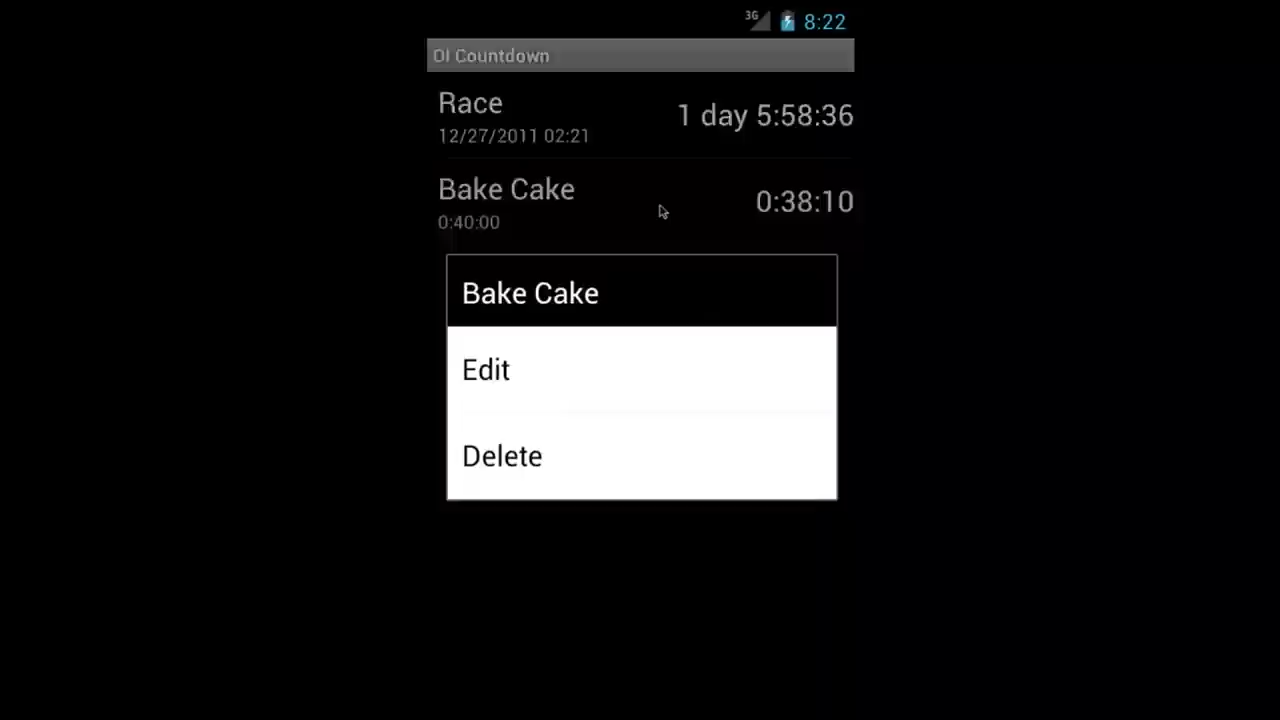 3G 8:22
OI Countdown
Race
1 day 5:58:36
12/27/2011 02:21
Bake Cake
0:38:10
0:40:00
Bake Cake
Edit
Delete